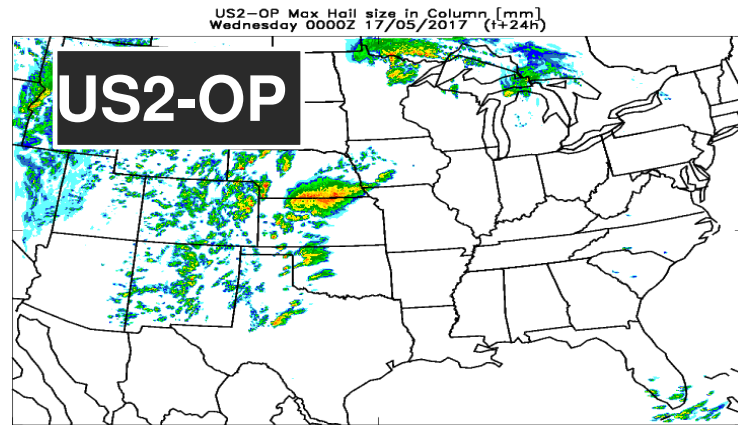 US2-OP Max Hail size in Column [mm]
Wednesday 0000Z 17/05/2017 (t+24h)
US2-OP